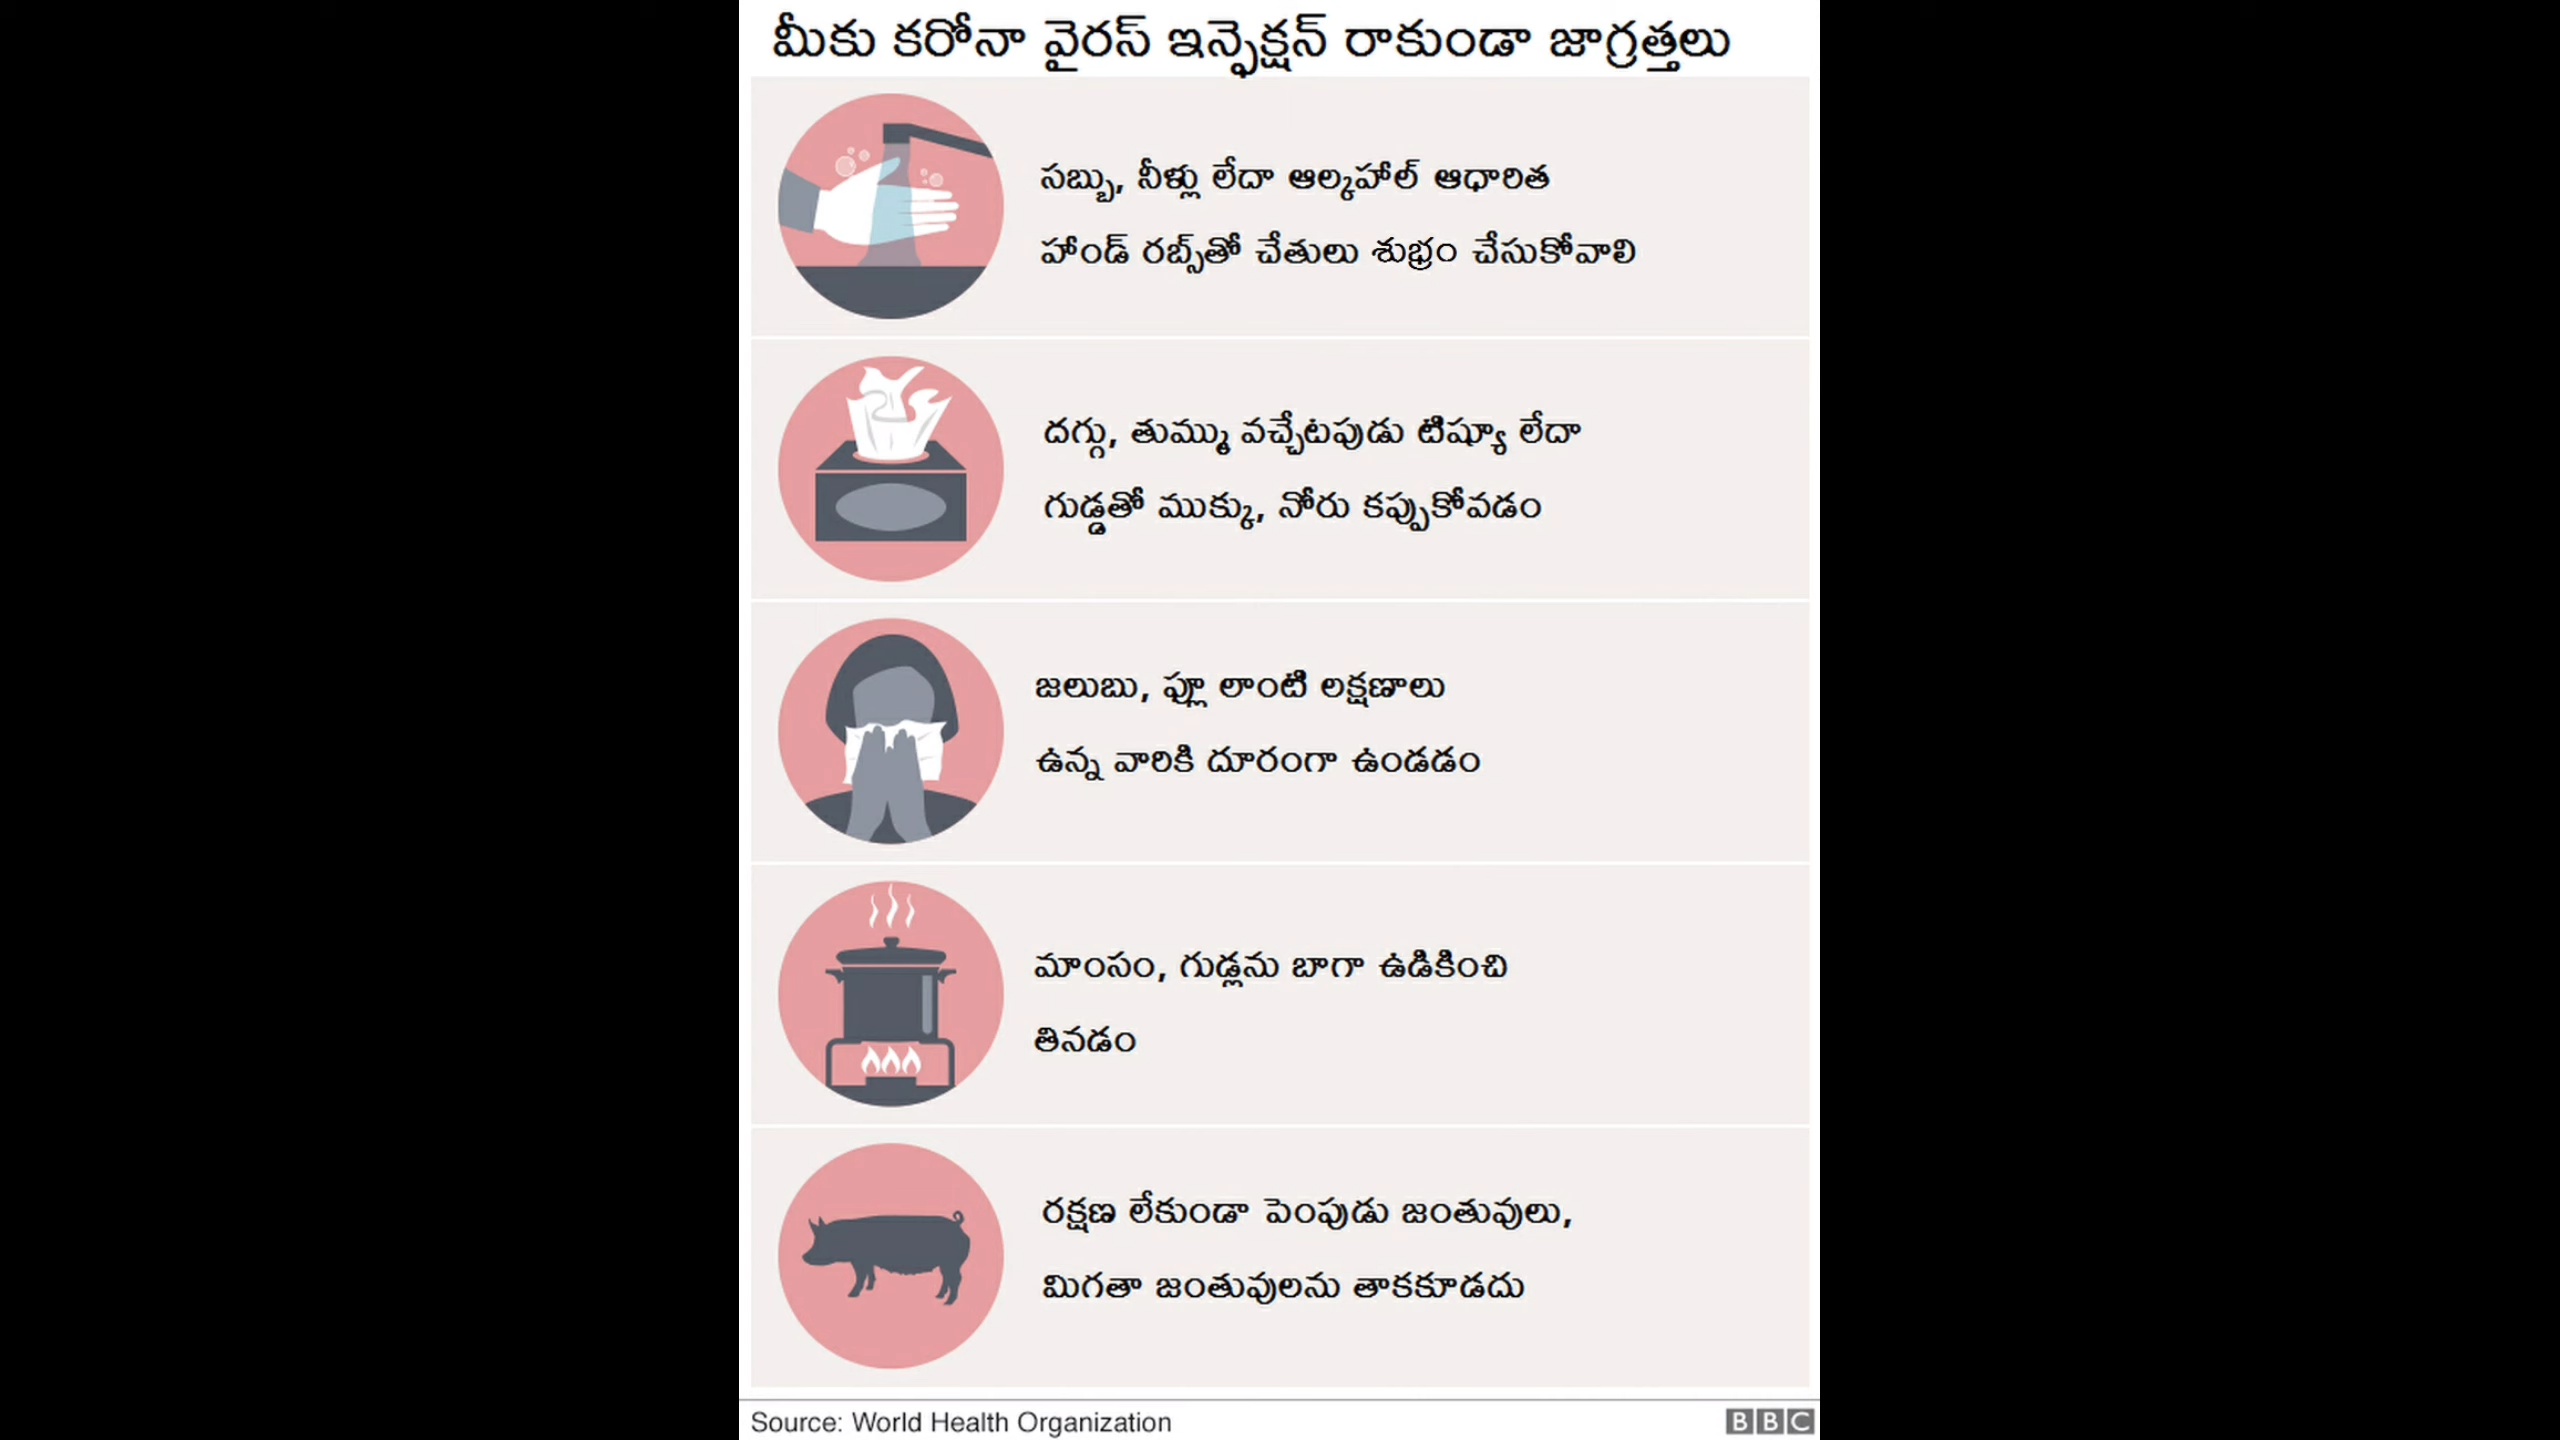 మీకు కరోనా వైరస్ ఇన్ఫెక్షన్ రాకుండా జాగ్రత్తలు
సబ్బు, నీళ్లు లేదా ఆల్కహాల్ ఆధారిత
హాండ్ రబ్స్‌తో చేతులు శుభ్రం చేసుకోవాలి
దగ్గు, తుమ్ము వచ్చేటపుడు టిష్యూ లేదా
గుడ్డతో ముక్కు, నోరు కప్పుకోవడం
జలుబు, ఫ్లూ లాంటి లక్షణాలు
ఉన్న వారికి దూరంగా ఉండడం
మాంసం, గుడ్లను బాగా ఉడికించి
తినడం
రక్షణ లేకుండా పెంపుడు జంతువులు,
మిగతా జంతువులను తాకకూడదు
Source: World Health Organization
BBC